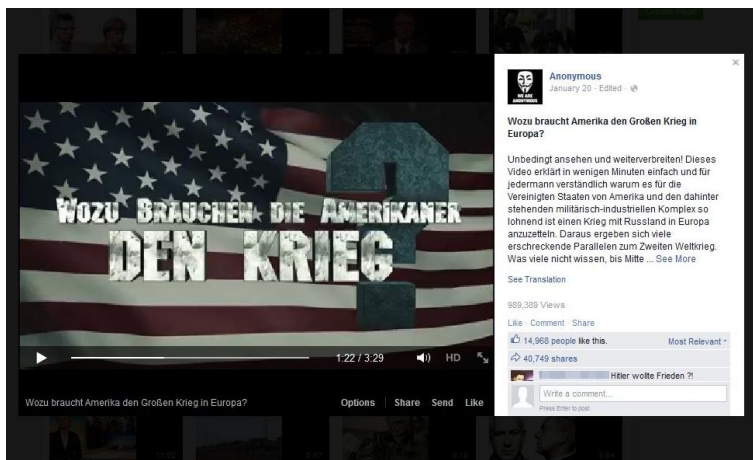 WOZU BRAUCHEN DIE AMERIKANER
DEN KRIEG
?
1:22 / 3:29
HD
Wozu braucht Amerika den Großen Krieg in Europa?
Options
Share Send Like
WE ARE
ANONYMOUS
Anonymous
January 20 · Edited ·
Wozu braucht Amerika den Großen Krieg in
Europa?
Unbedingt ansehen und weiterverbreiten! Dieses
Video erklärt in wenigen Minuten einfach und für
jedermann verständlich warum es für die
Vereinigten Staaten von Amerika und den dahinter
stehenden militärisch-industriellen Komplex so
lohnend ist einen Krieg mit Russland in Europa
anzuzetteln. Daraus ergeben sich viele
erschreckende Parallelen zum Zweiten Weltkrieg.
Was viele nicht wissen, bis Mitte ... See More
See Translation
989,389 Views
Like · Comment · Share
14,968 people like this. Most Relevant
40,749 shares
Hitler wollte Frieden ?!
Write a comment...
Press Enter to post